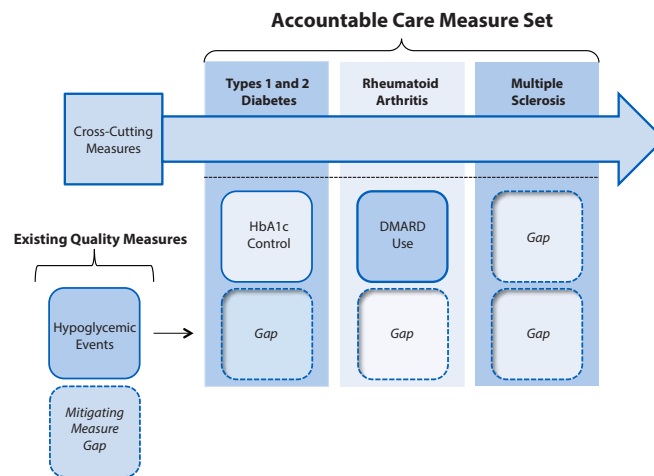 Accountable Care Measure Set
Types 1 and 2
Diabetes
Rheumatoid
Arthritis
Multiple
Sclerosis
Cross-Cutting
Measures
HbA1c
Control
DMARD
Use
Gap
Existing Quality Measures
Hypoglycemic
Events
Gap
Gap
Gap
Mitigating
Measure
Gap